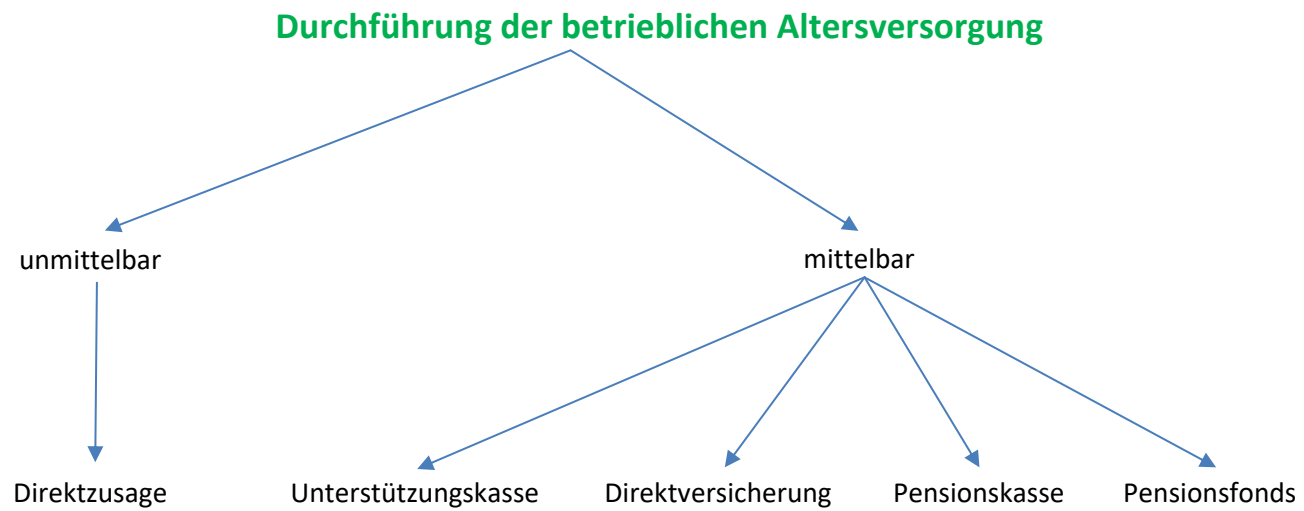 Durchführung der betrieblichen Altersversorgung
unmittelbar
mittelbar
Direktzusage
Unterstützungskasse
Direktversicherung
Pensionskasse
Pensionsfonds